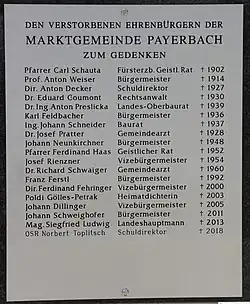 DEN VERSTORBENEN EHRENBÜRGERN DER
MARKTGEMEINDE PAYERBACH
ZUM GEDENKEN
Pfarrer Carl Schauta Fürsterzb. Geistl. Rat † 1902
Prof. Anton Weiser Bürgermeister † 1914
Dir. Anton Decker Schuldirektor † 1927
Dr. Eduard Goumont Rechtsanwalt † 1930
Dr. Ing. Anton Preslicka Landes-Oberbaurat † 1939
Karl Feldbacher Bürgermeister † 1936
Ing. Johann Schneider Baurat † 1937
Dr. Josef Pratter Gemeindearzt † 1928
Johann Neunkirchner Bürgermeister † 1948
Pfarrer Ferdinand Haas Geistlicher Rat † 1952
Josef Rienzner Vizebürgermeister † 1954
Dr. Richard Schwaiger Gemeindearzt † 1960
Franz Ferstl Bürgermeister † 1992
Dir. Ferdinand Fehringer Vizebürgermeister † 2000
Poldi Gölles-Petrak Heimatdichterin † 2003
Johann Dillinger Vizebürgermeister † 2005
Johann Schweighofer Bürgermeister † 2011
Mag. Siegfried Ludwig Landeshauptmann † 2013
OSR Norbert Toplitsch Schuldirektor † 2018